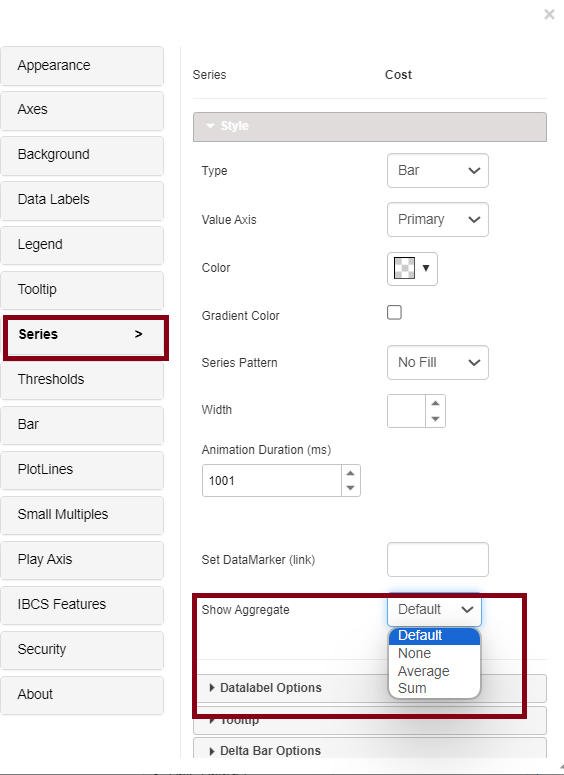 ×
Appearance
Axes
Background
Data Labels
Legend
Tooltip
Series >
Thresholds
Bar
PlotLines
Small Multiples
Play Axis
IBCS Features
Security
About
Series Cost
Style
Type Bar
Value Axis Primary
Color
Gradient Color
Series Pattern No Fill
Width
Animation Duration (ms)
1001
Set DataMarker (link)
Show Aggregate Default
Default
None
Average
Sum
Datalabel Options
Tooltip
Delta Bar Options